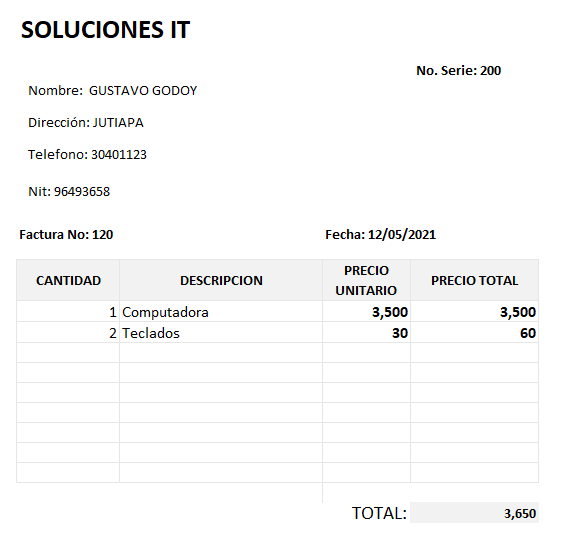 SOLUCIONES IT
No. Serie: 200
Nombre: GUSTAVO GODOY
Dirección: JUTIAPA
Telefono: 30401123
Nit: 96493658
Factura No: 120 Fecha: 12/05/2021
CANTIDAD DESCRIPCION PRECIO UNITARIO PRECIO TOTAL
1 Computadora 3,500 3,500
2 Teclados 30 60
TOTAL: 3,650